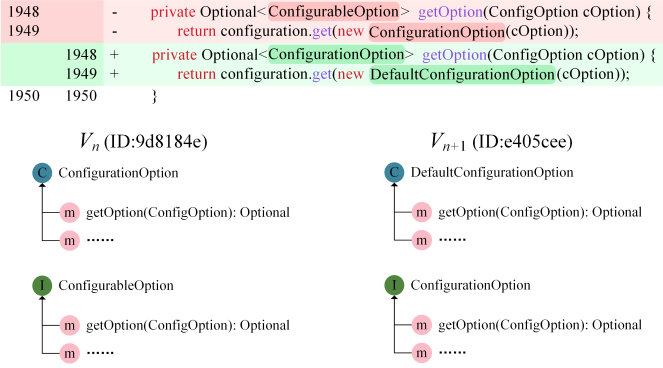 1948 - private Optional<ConfigurableOption> getOption(ConfigOption cOption) {
1949 - return configuration.get(new ConfigurationOption(cOption));
1948 + private Optional<ConfigurationOption> getOption(ConfigOption cOption) {
1949 + return configuration.get(new DefaultConfigurationOption(cOption));
1950 1950 }
Vn (ID:9d8184e)
Vn+1 (ID:e405cee)
C ConfigurationOption
m getOption(ConfigOption): Optional
m ······
C DefaultConfigurationOption
m getOption(ConfigOption): Optional
m ······
I ConfigurableOption
m getOption(ConfigOption): Optional
m ······
I ConfigurationOption
m getOption(ConfigOption): Optional
m ······